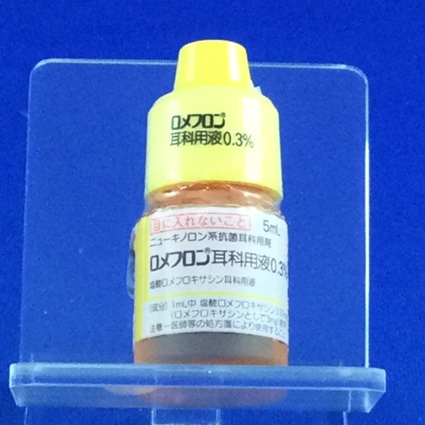 ロメフロン®
耳科用液0.3%
目に入れないこと 5mL
ニューキノロン系抗菌耳科用剤
ロメフロン®耳科用液0.3%
塩酸ロメフロキサシン耳科用液
(成分) 1mL中 塩酸ロメフロキサシン
(ロメフロキサシンとして3mg)
注意-医師等の処方箋により使用する